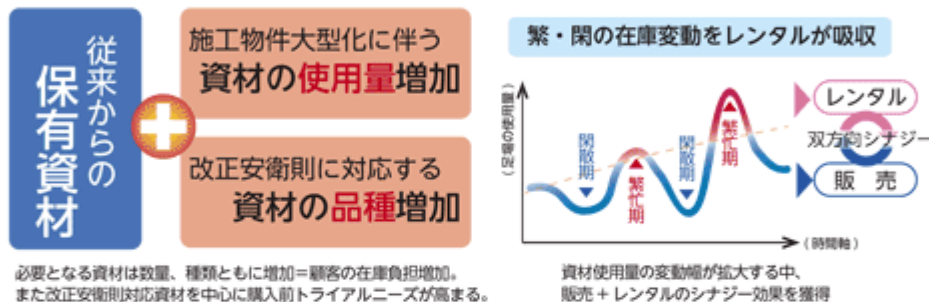 従来からの
保有資材
施工物件大型化に伴う
資材の使用量増加
改正安衛則に対応する
資材の品種増加
必要となる資材は数量、種類ともに増加=顧客の在庫負担増加。
また改正安衛則対応資材を中心に購入前トライアルニーズが高まる。
繁・閑の在庫変動をレンタルが吸収
(足場の使用量)
閑散期
繁忙期
閑散期
繁忙期
レンタル
双方向シナジー
販売
(時間軸)
資材使用量の変動幅が拡大する中、
販売+レンタルのシナジー効果を獲得